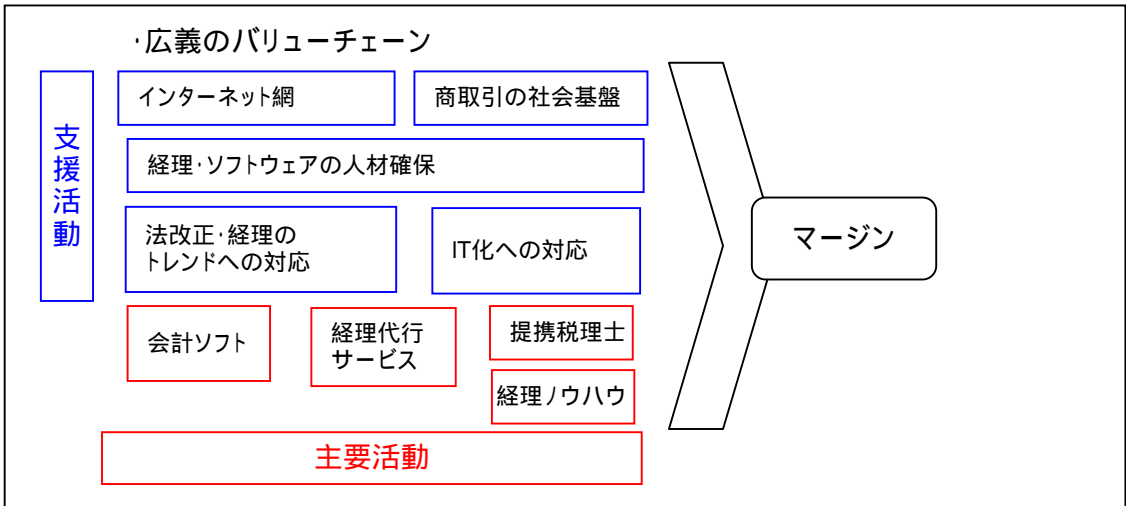 ・広義のバリューチェーン
支援活動
インターネット網
商取引の社会基盤
経理・ソフトウェアの人材確保
法改正・経理の
トレンドへの対応
IT化への対応
会計ソフト
経理代行
サービス
提携税理士
経理ノウハウ
主要活動
マージン